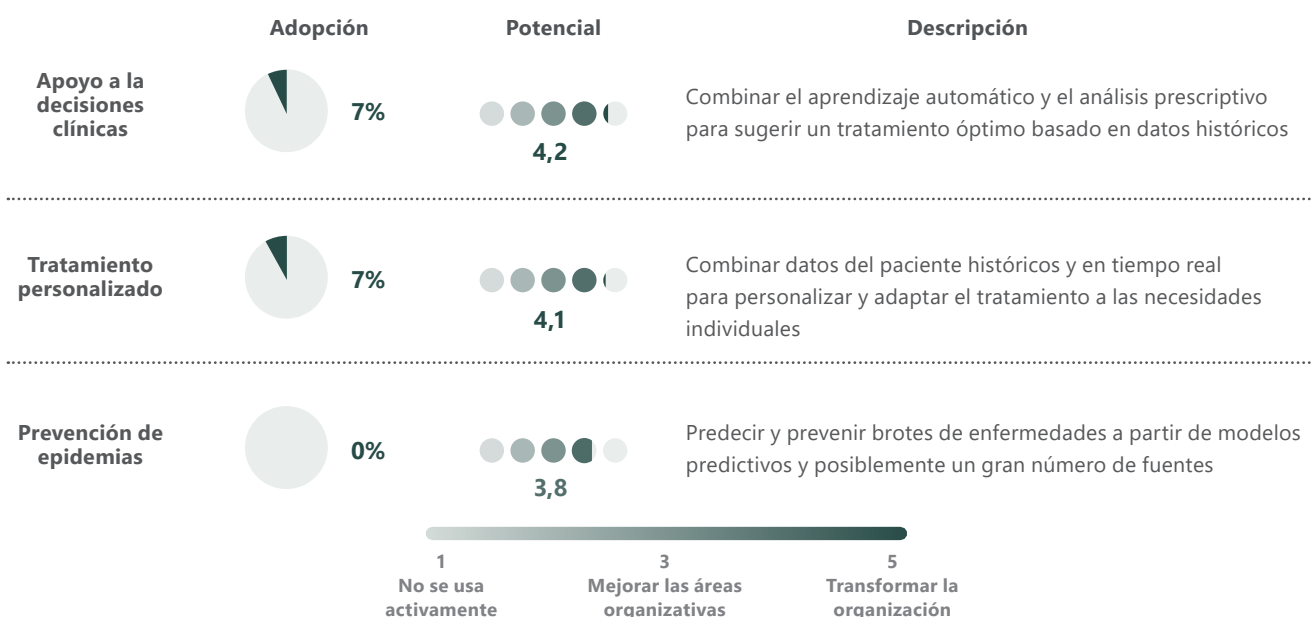 Adopción Potencial Descripción
Apoyo a la
decisiones
clínicas
7%
4,2
Combinar el aprendizaje automático y el análisis prescriptivo
para sugerir un tratamiento óptimo basado en datos históricos
Tratamiento
personalizado
7%
4,1
Combinar datos del paciente históricos y en tiempo real
para personalizar y adaptar el tratamiento a las necesidades
individuales
Prevención de
epidemias
0%
3,8
Predecir y prevenir brotes de enfermedades a partir de modelos
predictivos y posiblemente un gran número de fuentes
1
No se usa
activamente
3
Mejorar las áreas
organizativas
5
Transformar la
organización